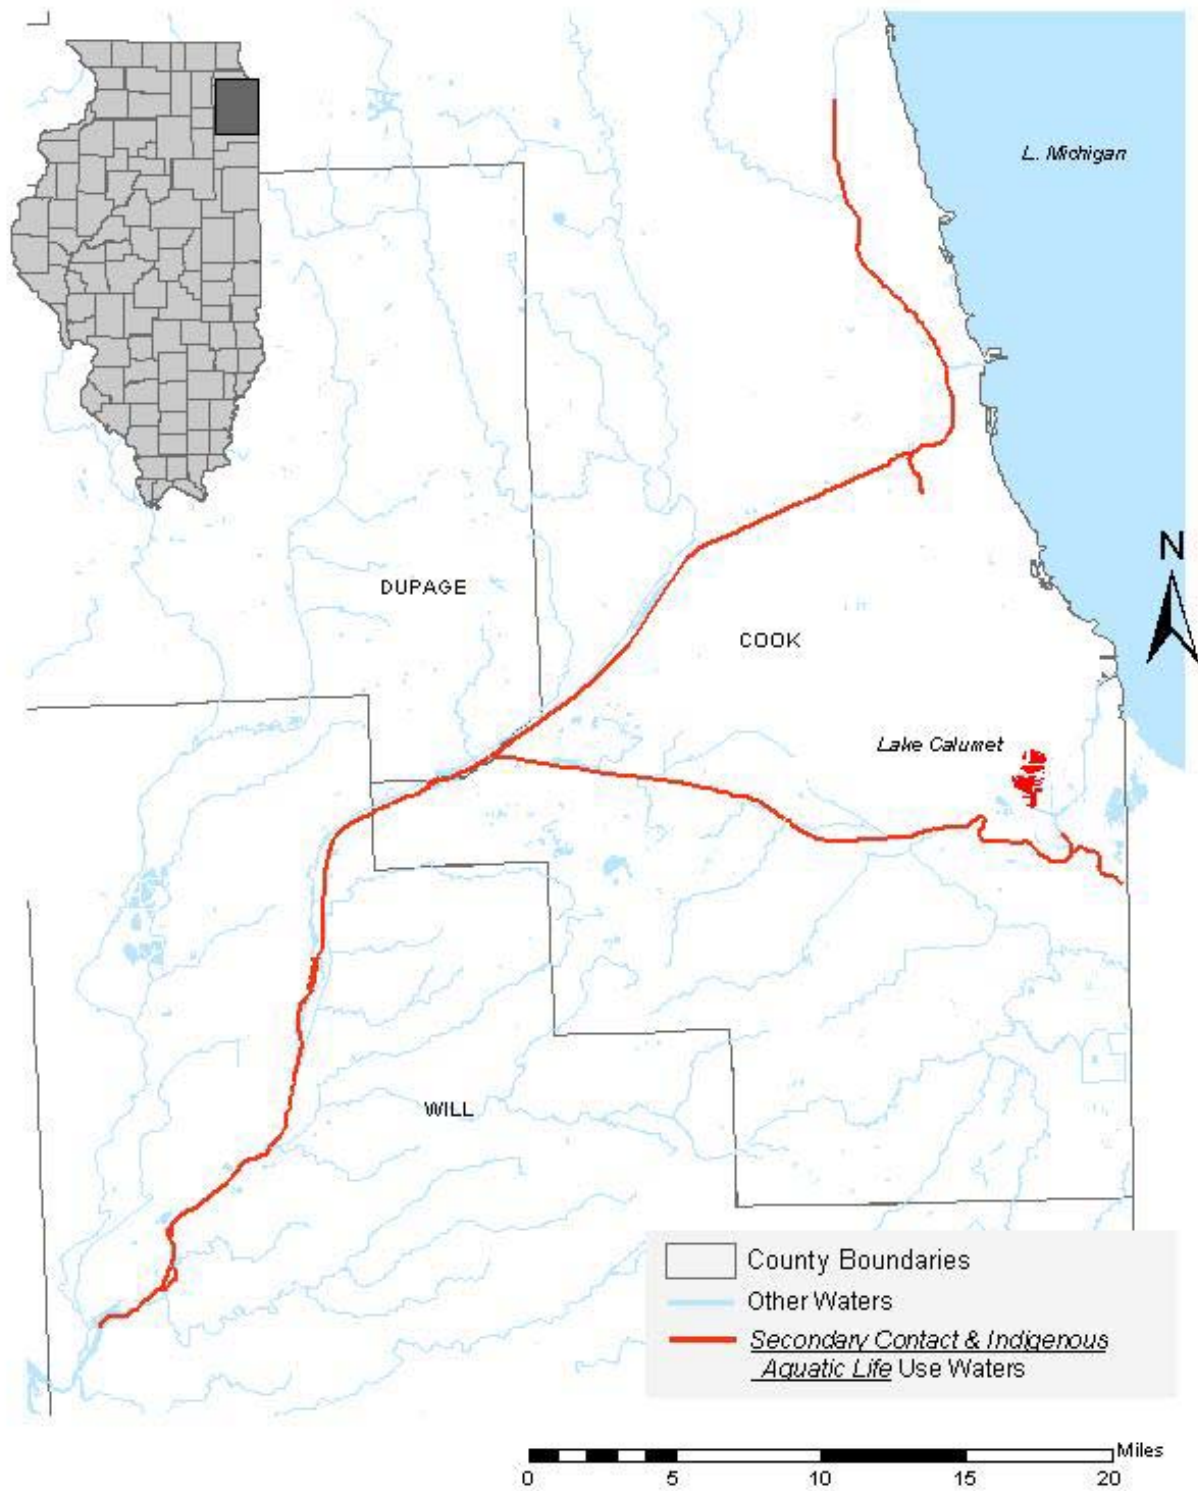 L. Michigan
N
DUPAGE
COOK
Lake Calumet
WILL
County Boundaries
Other Waters
Secondary Contact & Indigenous
Aquatic Life Use Waters
Miles
0 5 10 15 20